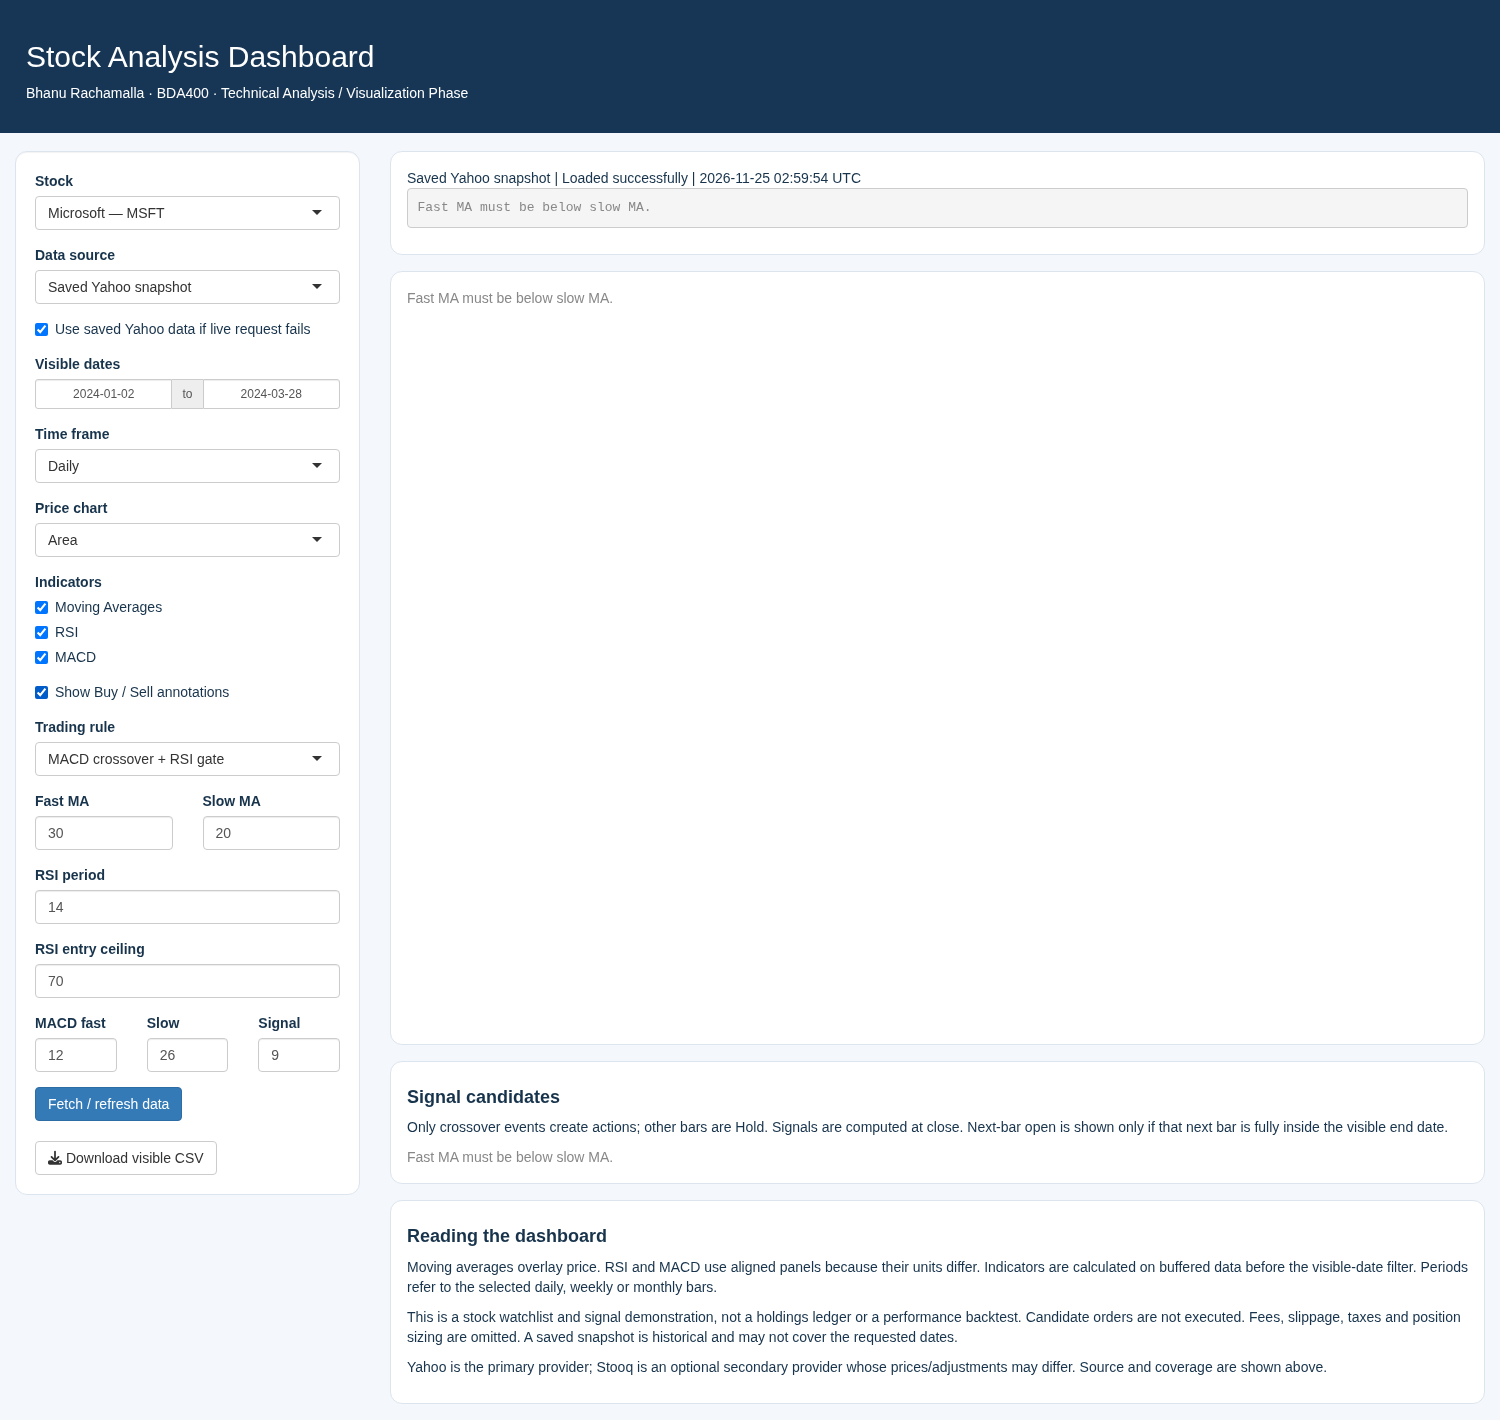 Stock Analysis Dashboard
Bhanu Rachamalla · BDA400 · Technical Analysis / Visualization Phase
Stock
Microsoft — MSFT
Data source
Saved Yahoo snapshot
Use saved Yahoo data if live request fails
Visible dates
2024-01-02 to 2024-03-28
Time frame
Daily
Price chart
Area
Indicators
Moving Averages
RSI
MACD
Show Buy / Sell annotations
Trading rule
MACD crossover + RSI gate
Fast MA Slow MA
30 20
RSI period
14
RSI entry ceiling
70
MACD fast Slow Signal
12 26 9
Fetch / refresh data
Download visible CSV
Saved Yahoo snapshot | Loaded successfully | 2026-11-25 02:59:54 UTC
Fast MA must be below slow MA.
Fast MA must be below slow MA.
Signal candidates
Only crossover events create actions; other bars are Hold. Signals are computed at close. Next-bar open is shown only if that next bar is fully inside the visible end date.
Fast MA must be below slow MA.
Reading the dashboard
Moving averages overlay price. RSI and MACD use aligned panels because their units differ. Indicators are calculated on buffered data before the visible-date filter. Periods
refer to the selected daily, weekly or monthly bars.
This is a stock watchlist and signal demonstration, not a holdings ledger or a performance backtest. Candidate orders are not executed. Fees, slippage, taxes and position
sizing are omitted. A saved snapshot is historical and may not cover the requested dates.
Yahoo is the primary provider; Stooq is an optional secondary provider whose prices/adjustments may differ. Source and coverage are shown above.